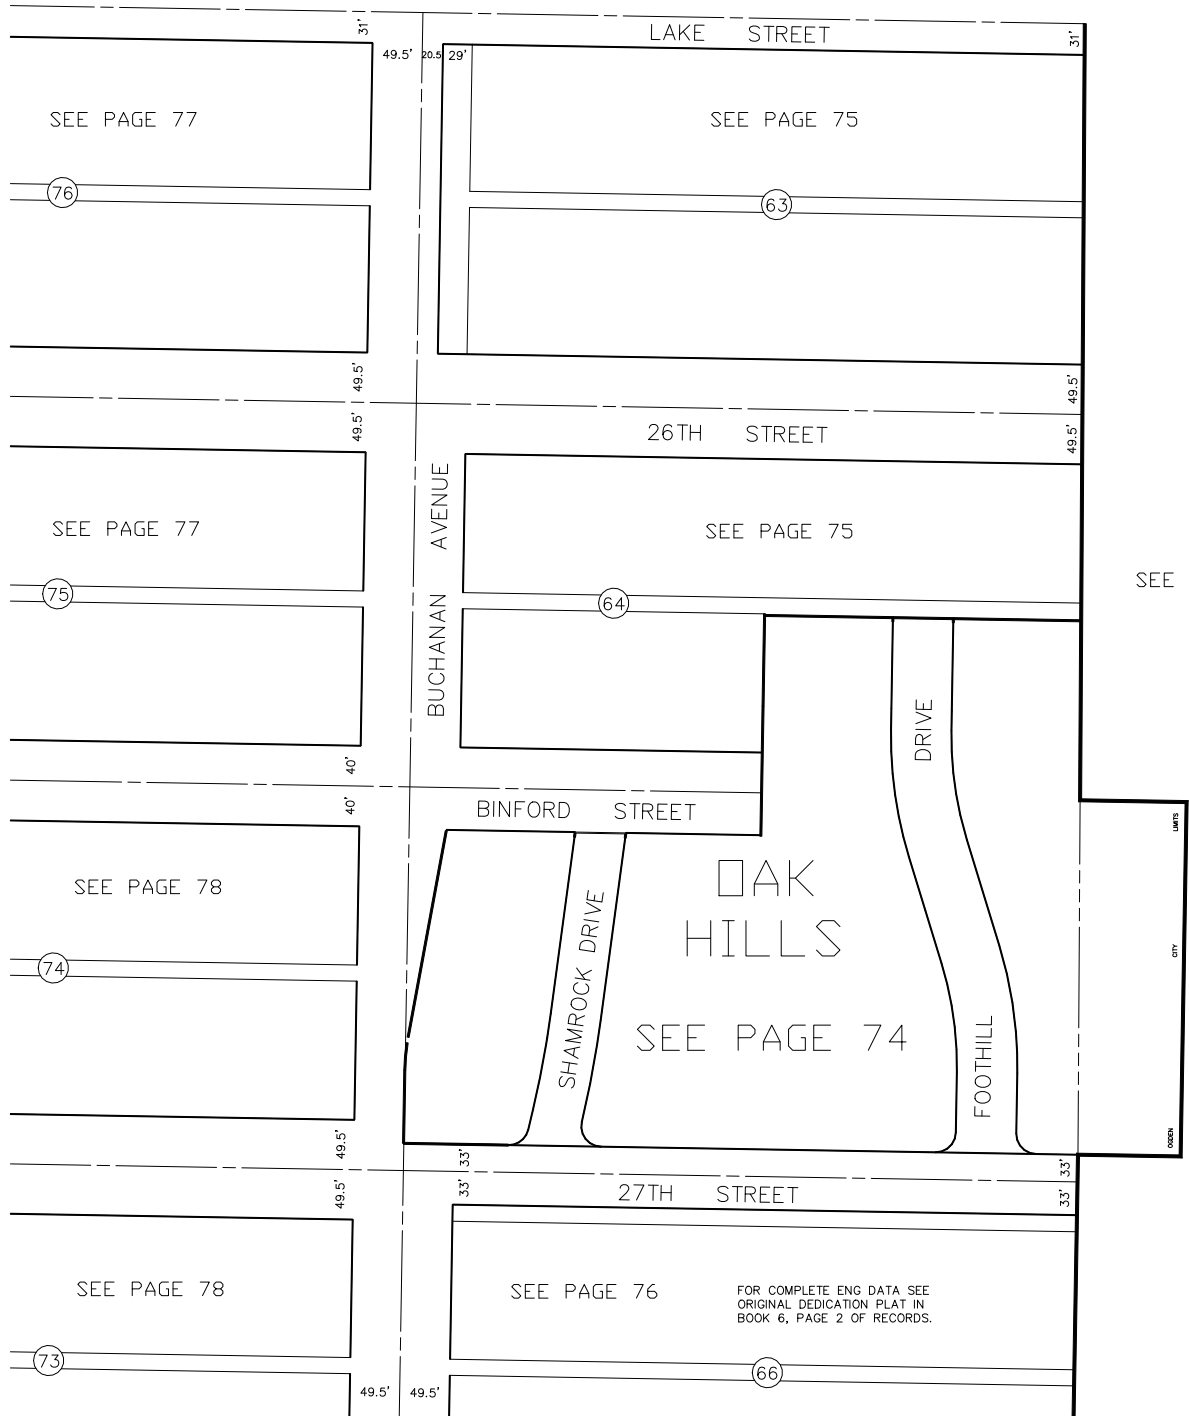 LAKE STREET
31'
31'
49.5'
20.5
29'
SEE PAGE 77
SEE PAGE 75
76
63
49.5'
49.5'
49.5'
49.5'
26TH STREET
SEE PAGE 77
BUCHANAN AVENUE
SEE PAGE 75
SEE
75
64
DRIVE
40'
40'
BINFORD STREET
LIMITS
SEE PAGE 78
OAK
HILLS
SHAMROCK DRIVE
CITY
74
SEE PAGE 74
FOOTHILL
OGDEN
49.5'
33'
33'
49.5'
33'
33'
27TH STREET
SEE PAGE 78
SEE PAGE 76
FOR COMPLETE ENG DATA SEE
ORIGINAL DEDICATION PLAT IN
BOOK 6, PAGE 2 OF RECORDS.
73
66
49.5'
49.5'